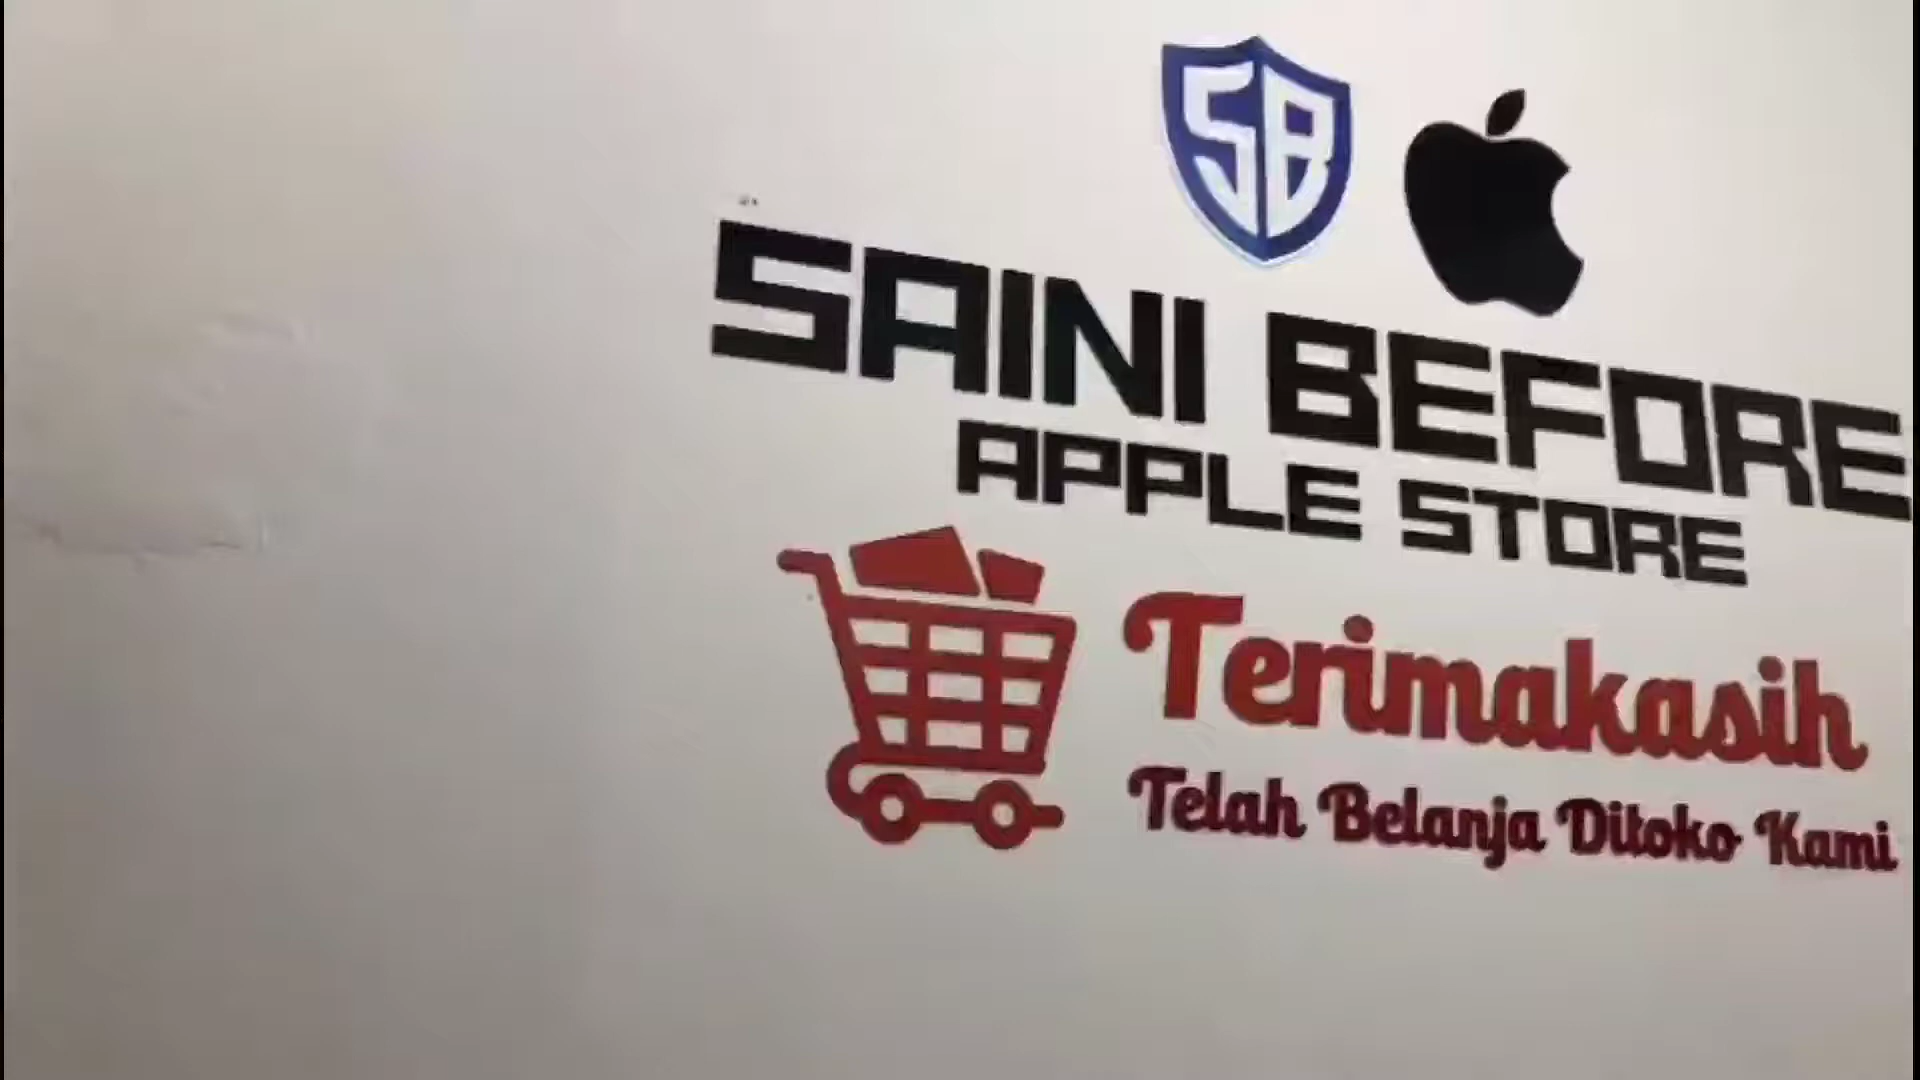 SB
SAINI BEFORE
APPLE STORE
Terimakasih
Telah Belanja Ditoko Kami